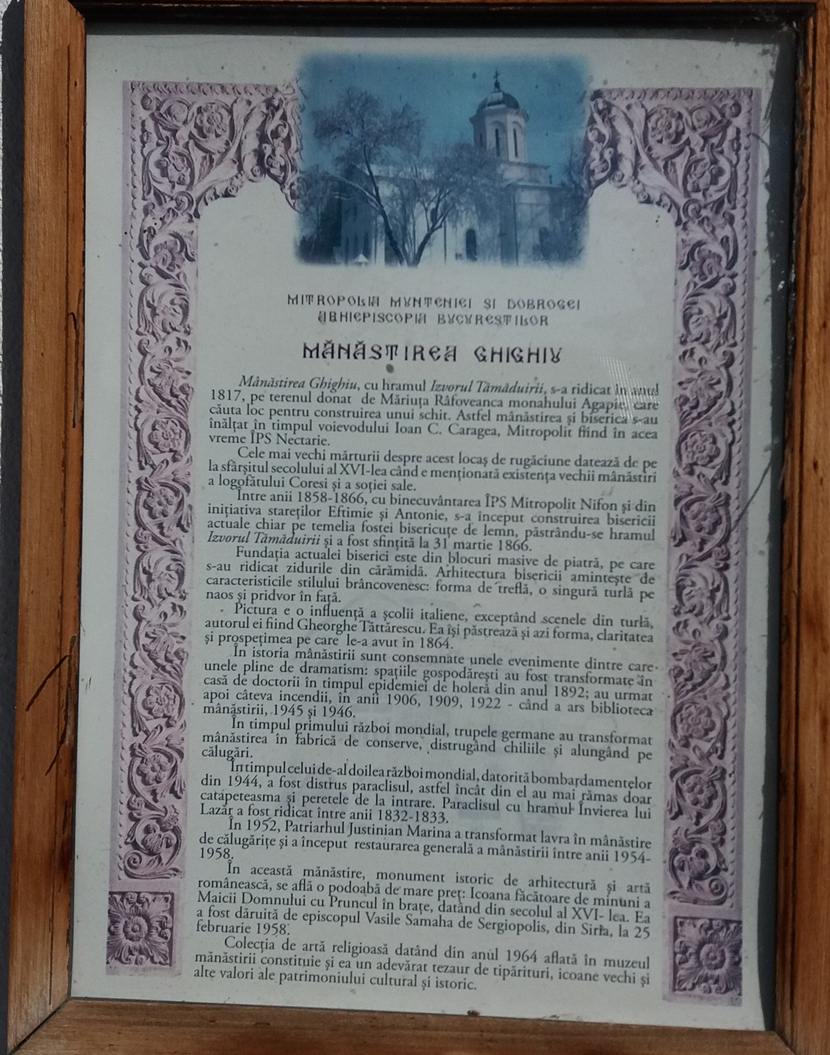 MITROPOLIA MUNTENIEI SI DOBROGEI
ARHIEPISCOPIA BUCURESTILOR
MĂNĂSTIREA GHIGHIU
Mânăstirea Ghighiu, cu hramul Izvorul Tămăduirii, s-a ridicat în anul
1817, pe terenul donat de Măriuța Râfoveanca monahului Agapie, care
căuta loc pentru construirea unui schit. Astfel mânăstirea și biserica s-au
înălțat în timpul voievodului Ioan C. Caragea, Mitropolit fiind în acea
vreme ÎPS Nectarie.
Cele mai vechi mărturii despre acest locaș de rugăciune datează de pe
la sfârșitul secolului al XVI-lea când e menționată existența vechii mânăstiri
a logofătului Coresi și a soției sale.
Între anii 1858-1866, cu binecuvântarea ÎPS Mitropolit Nifon și din
inițiativa stareților Eftimie și Antonie, s-a început construirea bisericii
actuale chiar pe temelia fostei bisericuțe de lemn, păstrându-se hramul
Izvorul Tămăduirii și a fost sfințită la 31 martie 1866.
Fundația actualei biserici este din blocuri masive de piatră, pe care
s-au ridicat zidurile din cărămidă. Arhitectura bisericii amintește de
caracteristicile stilului brâncovenesc: forma de treflă, o singură turlă pe
naos și pridvor în față.
Pictura e o influență a școlii italiene, exceptând scenele din turlă,
autorul ei fiind Gheorghe Tăttărescu. Ea își păstrează și azi forma, claritatea
și prospețimea pe care le-a avut în 1864.
În istoria mânăstirii sunt consemnate unele evenimente dintre care
unele pline de dramatism: spațiile gospodărești au fost transformate în
casă de doctorii în timpul epidemiei de holeră din anul 1892; au urmat
apoi câteva incendii, în anii 1906, 1909, 1922 - când a ars biblioteca
mânăstirii, 1945 și 1946.
În timpul primului război mondial, trupele germane au transformat
mânăstirea în fabrică de conserve, distrugând chiliile și alungând pe
călugări.
În timpul celui de-al doilea război mondial, datorită bombardamentelor
din 1944, a fost distrus paraclisul, astfel încât din el au mai rămas doar
catapeteasma și peretele de la intrare. Paraclisul cu hramul Învierea lui
Lazăr a fost ridicat între anii 1832-1833.
În 1952, Patriarhul Justinian Marina a transformat lavra în mânăstire
de călugărițe și a început restaurarea generală a mânăstirii între anii 1954-
1958.
În această mănăstire, monument istoric de arhitectură și artă
românească, se află o podoabă de mare preț: Icoana făcătoare de minuni a
Maicii Domnului cu Pruncul în brațe, datând din secolul al XVI- lea. Ea
a fost dăruită de episcopul Vasile Samaha de Sergiopolis, din Siria, la 25
februarie 1958.
Colecția de artă religioasă datând din anul 1964 aflată în muzeul
mânăstirii constituie și ea un adevărat tezaur de tipărituri, icoane vechi și
alte valori ale patrimoniului cultural și istoric.